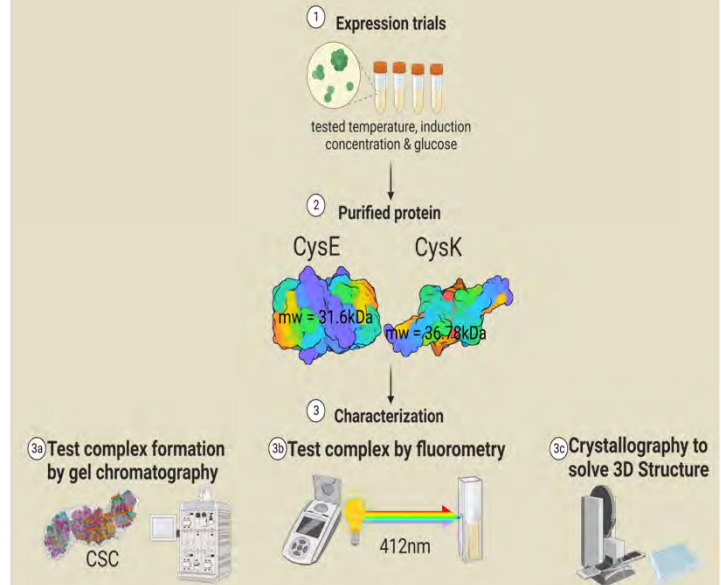 1 Expression trials
tested temperature, induction
concentration & glucose
2 Purified protein
CysE CysK
mw = 31.6kDa
mw = 36.78kDa
3 Characterization
3a Test complex formation
by gel chromatography
CSC
3b Test complex by fluorometry
412nm
3c Crystallography to
solve 3D Structure